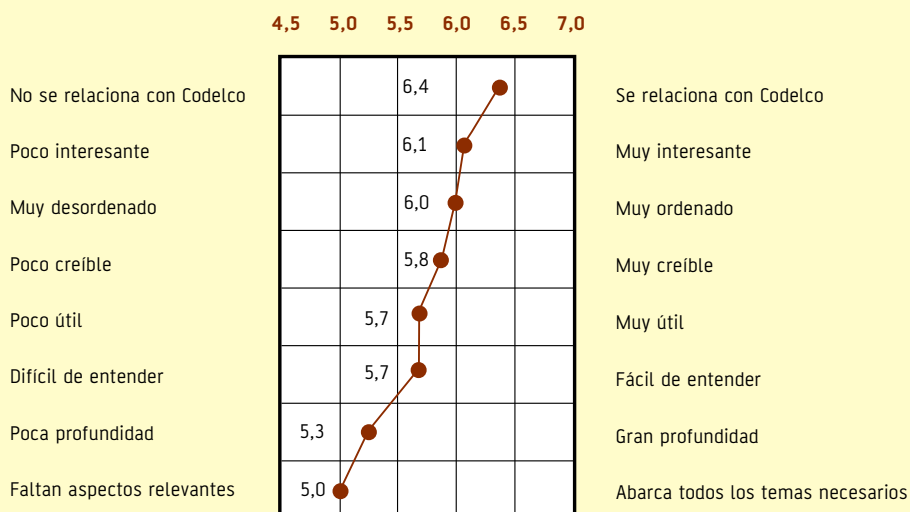 4,5 5,0 5,5 6,0 6,5 7,0
No se relaciona con Codelco 6,4 Se relaciona con Codelco
Poco interesante 6,1 Muy interesante
Muy desordenado 6,0 Muy ordenado
Poco creíble 5,8 Muy creíble
Poco útil 5,7 Muy útil
Difícil de entender 5,7 Fácil de entender
Poca profundidad 5,3 Gran profundidad
Faltan aspectos relevantes 5,0 Abarca todos los temas necesarios